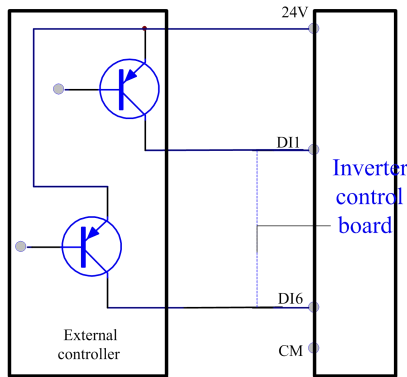 24V
DI1
Inverter
control
board
DI6
External
controller
CM